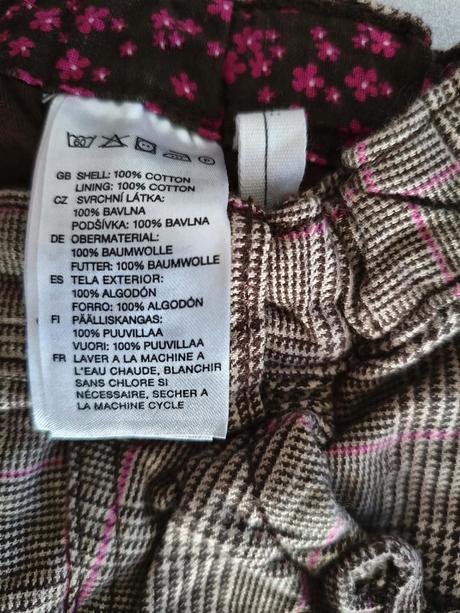 60
GB SHELL: 100% COTTON
LINING: 100% COTTON
CZ SVRCHNÍ LÁTKA:
100% BAVLNA
PODŠÍVKA: 100% BAVLNA
DE OBERMATERIAL:
100% BAUMWOLLE
FUTTER: 100% BAUMWOLLE
ES TELA EXTERIOR:
100% ALGODÓN
FORRO: 100% ALGODÓN
FI PÄÄLLISKANGAS:
100% PUUVILLAA
VUORI: 100% PUUVILLAA
FR LAVER A LA MACHINE A
L'EAU CHAUDE, BLANCHIR
SANS CHLORE SI
NÉCESSAIRE, SECHER A
LA MACHINE CYCLE